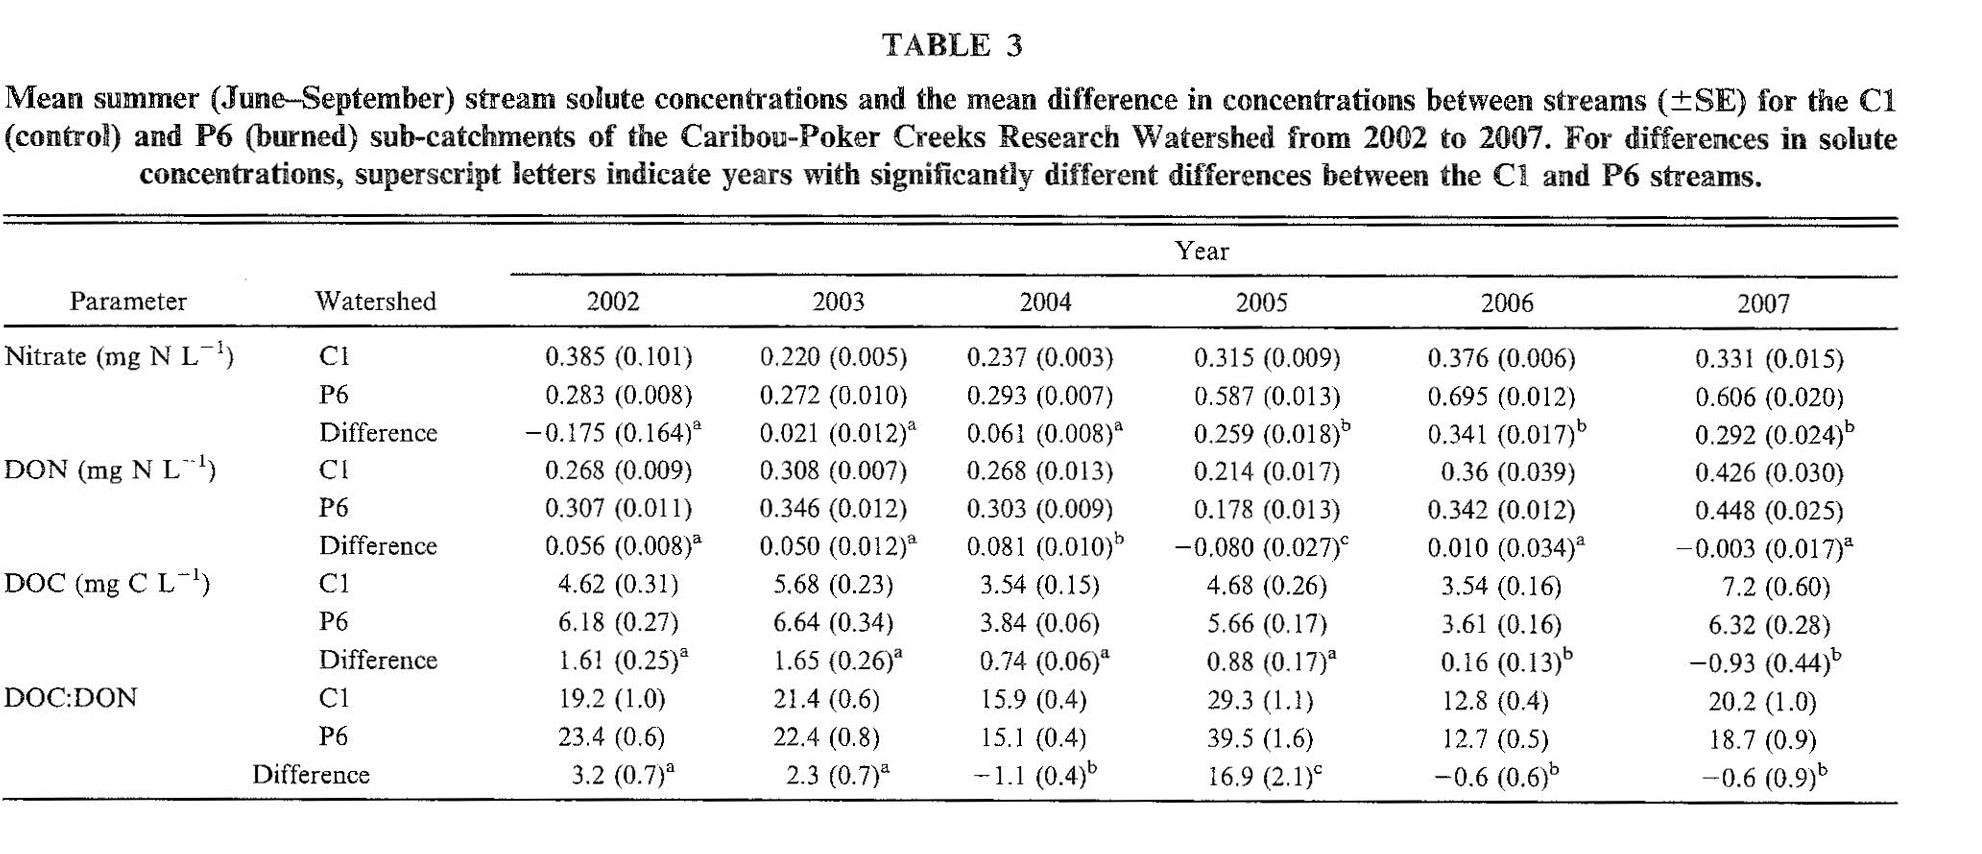 TABLE 3
Mean summer (June–September) stream solute concentrations and the mean difference in concentrations between streams (±SE) for the C1
(control) and P6 (burned) sub-catchments of the Caribou-Poker Creeks Research Watershed from 2002 to 2007. For differences in solute
concentrations, superscript letters indicate years with significantly different differences between the C1 and P6 streams.
Year
Parameter Watershed 2002 2003 2004 2005 2006 2007
Nitrate (mg N L⁻¹) C1 0.385 (0.101) 0.220 (0.005) 0.237 (0.003) 0.315 (0.009) 0.376 (0.006) 0.331 (0.015)
P6 0.283 (0.008) 0.272 (0.010) 0.293 (0.007) 0.587 (0.013) 0.695 (0.012) 0.606 (0.020)
Difference −0.175 (0.164)ᵃ 0.021 (0.012)ᵃ 0.061 (0.008)ᵃ 0.259 (0.018)ᵇ 0.341 (0.017)ᵇ 0.292 (0.024)ᵇ
DON (mg N L⁻¹) C1 0.268 (0.009) 0.308 (0.007) 0.268 (0.013) 0.214 (0.017) 0.36 (0.039) 0.426 (0.030)
P6 0.307 (0.011) 0.346 (0.012) 0.303 (0.009) 0.178 (0.013) 0.342 (0.012) 0.448 (0.025)
Difference 0.056 (0.008)ᵃ 0.050 (0.012)ᵃ 0.081 (0.010)ᵇ −0.080 (0.027)ᶜ 0.010 (0.034)ᵃ −0.003 (0.017)ᵃ
DOC (mg C L⁻¹) C1 4.62 (0.31) 5.68 (0.23) 3.54 (0.15) 4.68 (0.26) 3.54 (0.16) 7.2 (0.60)
P6 6.18 (0.27) 6.64 (0.34) 3.84 (0.06) 5.66 (0.17) 3.61 (0.16) 6.32 (0.28)
Difference 1.61 (0.25)ᵃ 1.65 (0.26)ᵃ 0.74 (0.06)ᵃ 0.88 (0.17)ᵃ 0.16 (0.13)ᵇ −0.93 (0.44)ᵇ
DOC:DON C1 19.2 (1.0) 21.4 (0.6) 15.9 (0.4) 29.3 (1.1) 12.8 (0.4) 20.2 (1.0)
P6 23.4 (0.6) 22.4 (0.8) 15.1 (0.4) 39.5 (1.6) 12.7 (0.5) 18.7 (0.9)
Difference 3.2 (0.7)ᵃ 2.3 (0.7)ᵃ −1.1 (0.4)ᵇ 16.9 (2.1)ᶜ −0.6 (0.6)ᵇ −0.6 (0.9)ᵇ